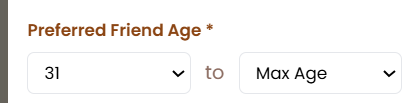 Preferred Friend Age *
31 to Max Age